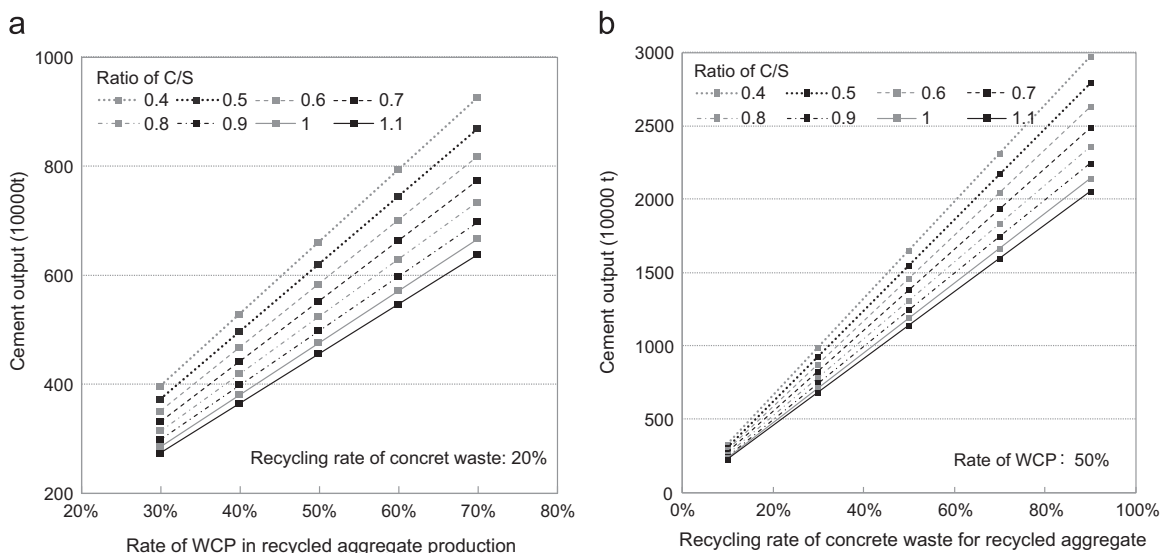 a
1000
800
600
400
200
Cement output (10000t)
Ratio of C/S
0.4 0.5 0.6 0.7
0.8 0.9 1 1.1
Recycling rate of concret waste: 20%
20% 30% 40% 50% 60% 70% 80%
Rate of WCP in recycled aggregate production
b
3000
2500
2000
1500
1000
500
0
Cement output (10000 t)
Ratio of C/S
0.4 0.5 0.6 0.7
0.8 0.9 1 1.1
Rate of WCP: 50%
0% 20% 40% 60% 80% 100%
Recycling rate of concrete waste for recycled aggregate